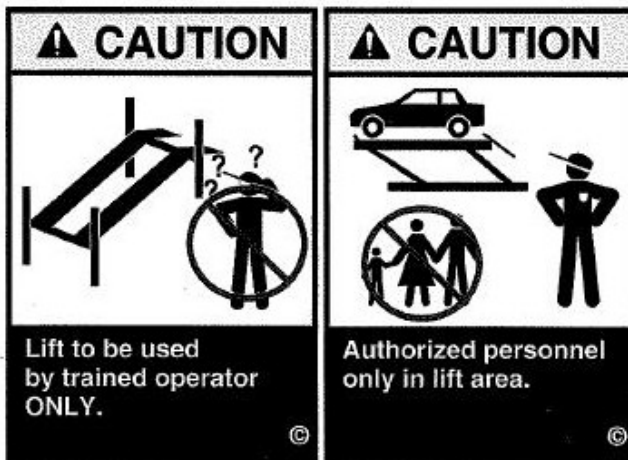 ⚠ CAUTION
? ? ?
Lift to be used
by trained operator
ONLY.
©
⚠ CAUTION
Authorized personnel
only in lift area.
©